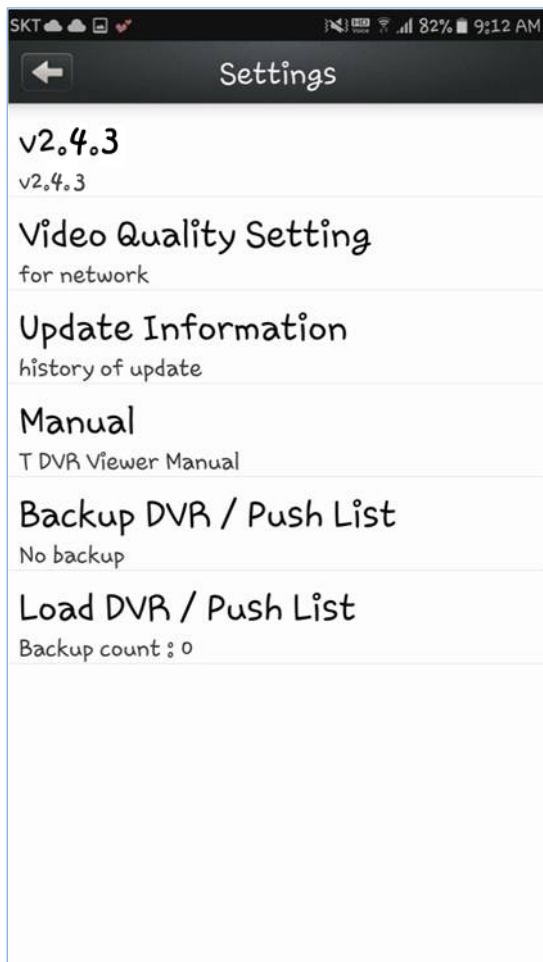 SKT 82% 9:12 AM
Settings
v2.4.3
v2.4.3
Video Quality Setting
for network
Update Information
history of update
Manual
T DVR Viewer Manual
Backup DVR / Push List
No backup
Load DVR / Push List
Backup count : 0